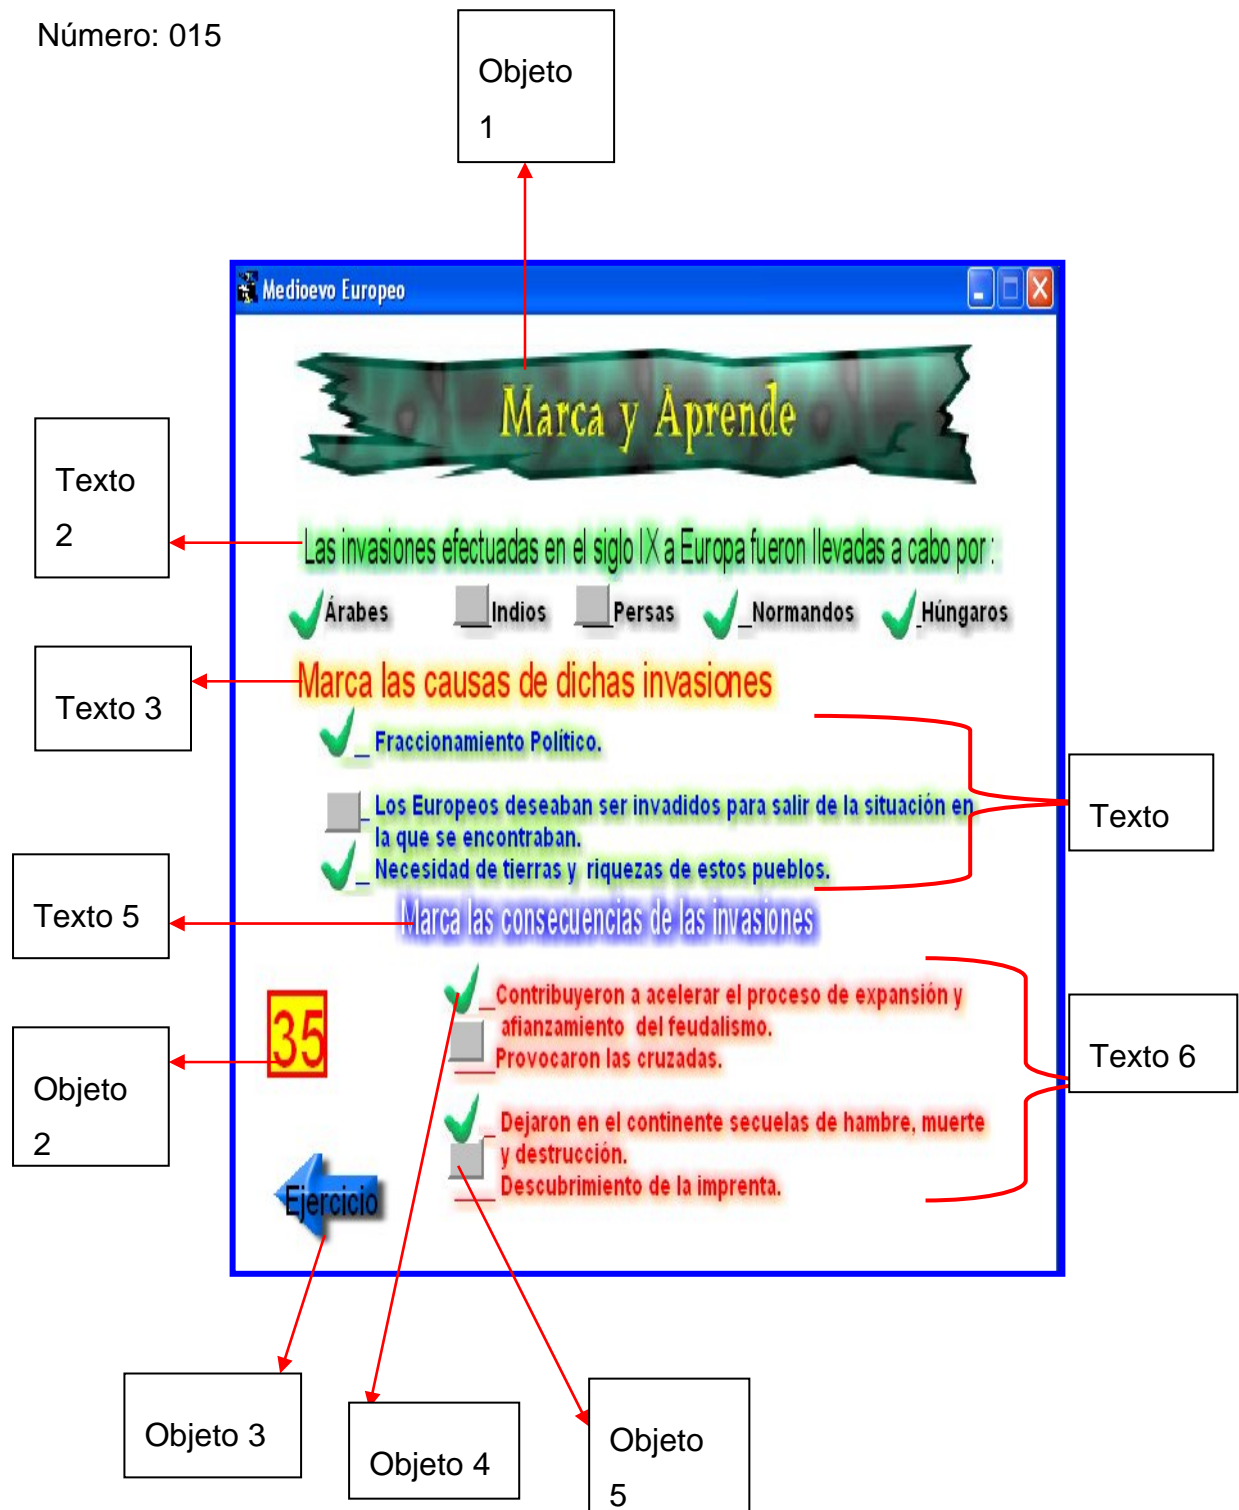 Número: 015
Objeto
1
Medioevo Europeo
Marca y Aprende
Texto
2
Las invasiones efectuadas en el siglo IX a Europa fueron llevadas a cabo por :
Árabes Indios Persas Normandos Húngaros
Texto 3
Marca las causas de dichas invasiones
Fraccionamiento Político.
Los Europeos deseaban ser invadidos para salir de la situación en
la que se encontraban.
Necesidad de tierras y riquezas de estos pueblos.
Texto
Texto 5
Marca las consecuencias de las invasiones
Contribuyeron a acelerar el proceso de expansión y
afianzamiento del feudalismo.
Provocaron las cruzadas.
Dejaron en el continente secuelas de hambre, muerte
y destrucción.
Descubrimiento de la imprenta.
Texto 6
35
Objeto
2
Ejercicio
Objeto 3
Objeto 4
Objeto
5